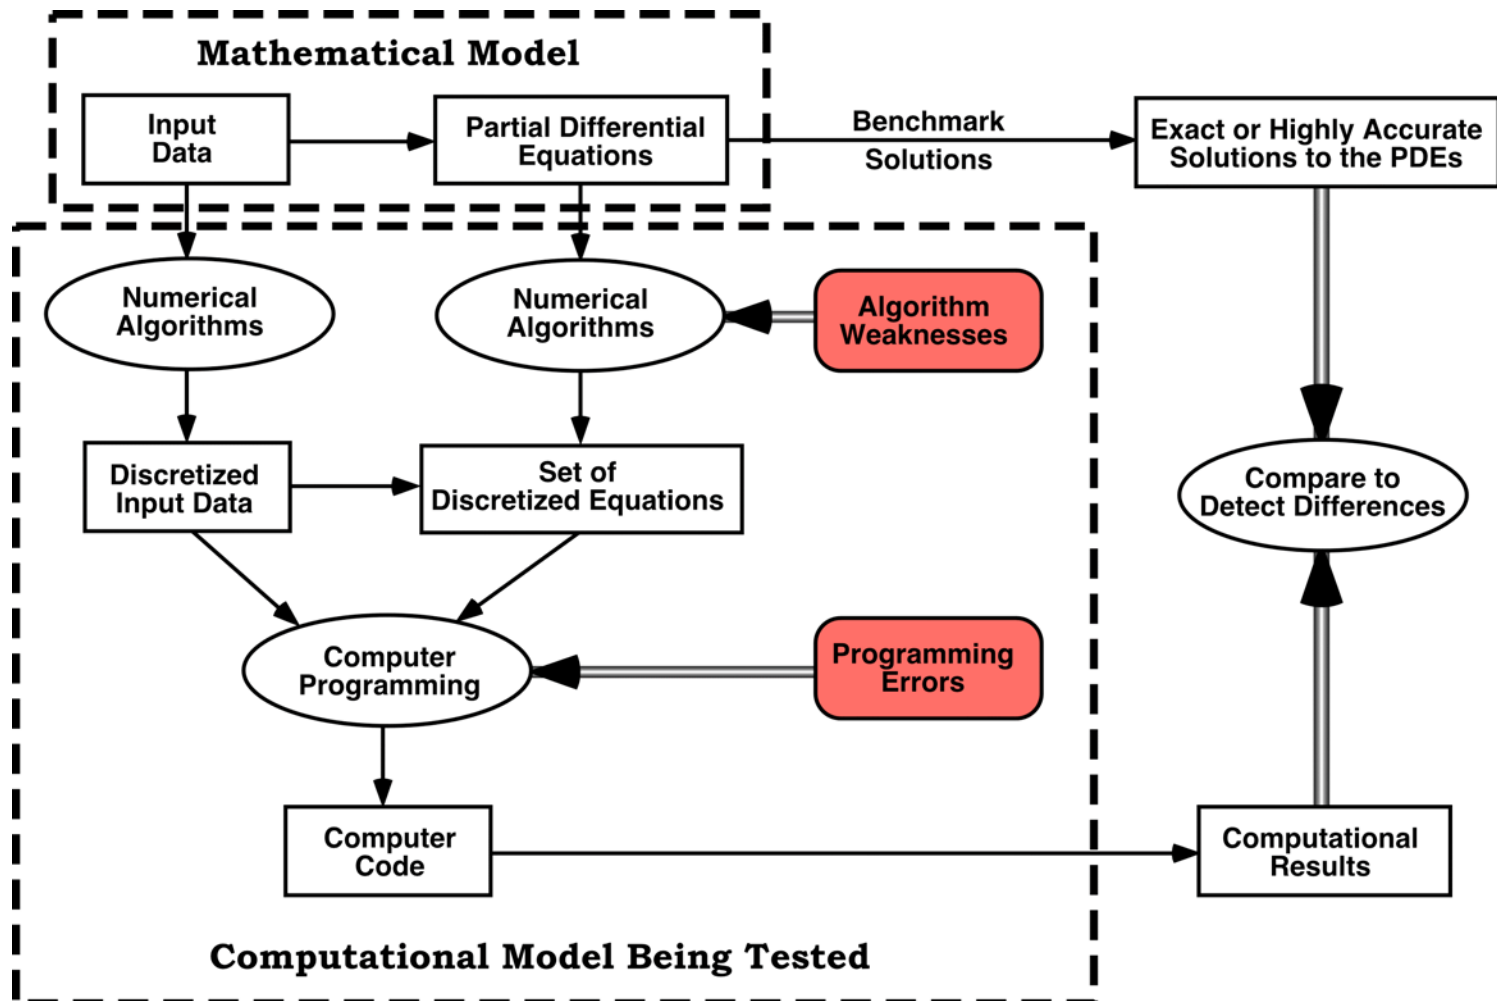 Mathematical Model
Input
Data
Partial Differential
Equations
Benchmark
Solutions
Exact or Highly Accurate
Solutions to the PDEs
Numerical
Algorithms
Numerical
Algorithms
Algorithm
Weaknesses
Discretized
Input Data
Set of
Discretized Equations
Compare to
Detect Differences
Computer
Programming
Programming
Errors
Computer
Code
Computational
Results
Computational Model Being Tested